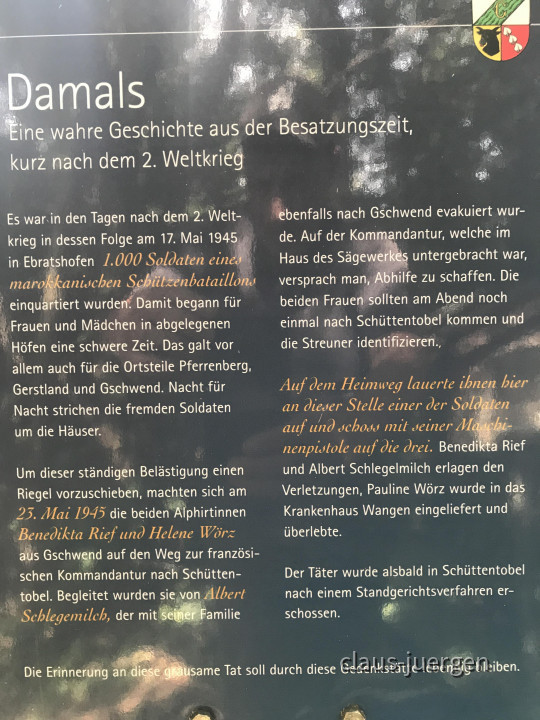 Damals
Eine wahre Geschichte aus der Besatzungszeit,
kurz nach dem 2. Weltkrieg
Es war in den Tagen nach dem 2. Welt-
krieg in dessen Folge am 17. Mai 1945
in Ebratshofen 1.000 Soldaten eines
marokkanischen Schützenbataillons
einquartiert wurden. Damit begann für
Frauen und Mädchen in abgelegenen
Höfen eine schwere Zeit. Das galt vor
allem auch für die Ortsteile Pferrenberg,
Gerstland und Gschwend. Nacht für
Nacht strichen die fremden Soldaten
um die Häuser.
Um dieser ständigen Belästigung einen
Riegel vorzuschieben, machten sich am
23. Mai 1945 die beiden Alphirtinnen
Benedikta Rief und Helene Wörz
aus Gschwend auf den Weg zur französi-
schen Kommandantur nach Schütten-
tobel. Begleitet wurden sie von Albert
Schlegemilch, der mit seiner Familie
ebenfalls nach Gschwend evakuiert wur-
de. Auf der Kommandantur, welche im
Haus des Sägewerkes untergebracht war,
versprach man, Abhilfe zu schaffen. Die
beiden Frauen sollten am Abend noch
einmal nach Schüttentobel kommen und
die Streuner identifizieren.,
Auf dem Heimweg lauerte ihnen hier
an dieser Stelle einer der Soldaten
auf und schoss mit seiner Maschi-
nenpistole auf die drei. Benedikta Rief
und Albert Schlegelmilch erlagen den
Verletzungen, Pauline Wörz wurde in das
Krankenhaus Wangen eingeliefert und
überlebte.
Der Täter wurde alsbald in Schüttentobel
nach einem Standgerichtsverfahren er-
schossen.
Die Erinnerung an diese grausame Tat soll durch diese Gedenkstätte lebendig bleiben.
claus-juergen